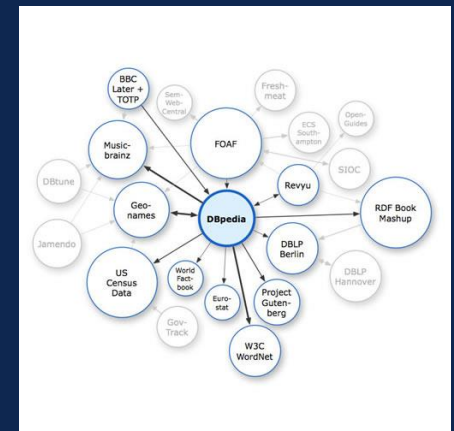 BBC
Later +
TOTP
Sem-
Web-
Central
Fresh-
meat
FOAF
ECS
South-
ampton
Open-
Guides
Music-
brainz
SIOC
DBtune
Revyu
Geo-
names
DBpedia
RDF Book
Mashup
Jamendo
DBLP
Berlin
US
Census
Data
World
Fact-
book
DBLP
Hannover
Euro-
stat
Project
Guten-
berg
Gov-
Track
W3C
WordNet